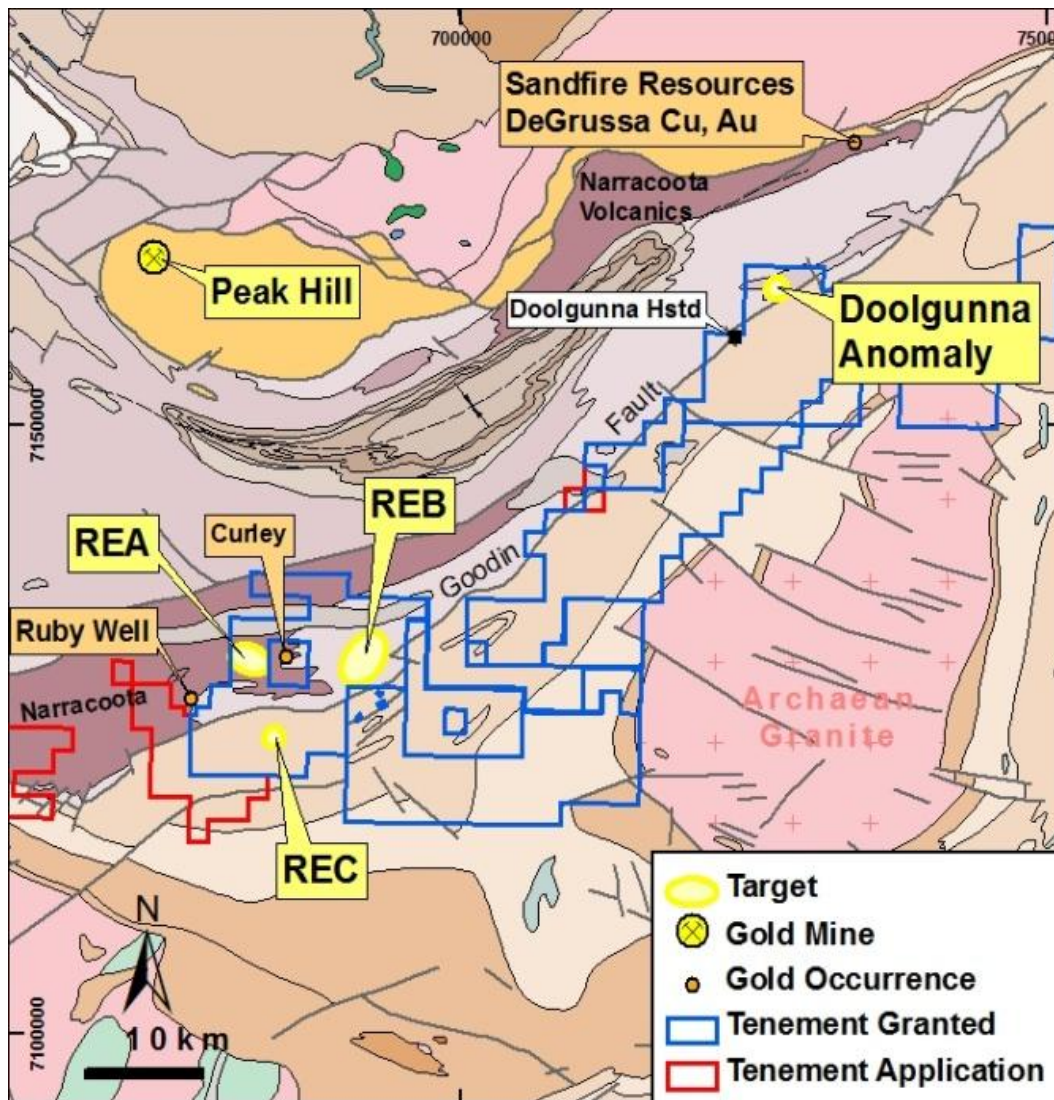 700000
7500
Sandfire Resources
DeGrussa Cu, Au
Narracoota
Volcanics
Peak Hill
Doolgunna Hstd
Doolgunna
Anomaly
7150000
Fault
REB
REA
Curley
Goodin
Ruby Well
Narracoota
Archaean
Granite
REC
N
10 km
7100000
Target
Gold Mine
Gold Occurrence
Tenement Granted
Tenement Application